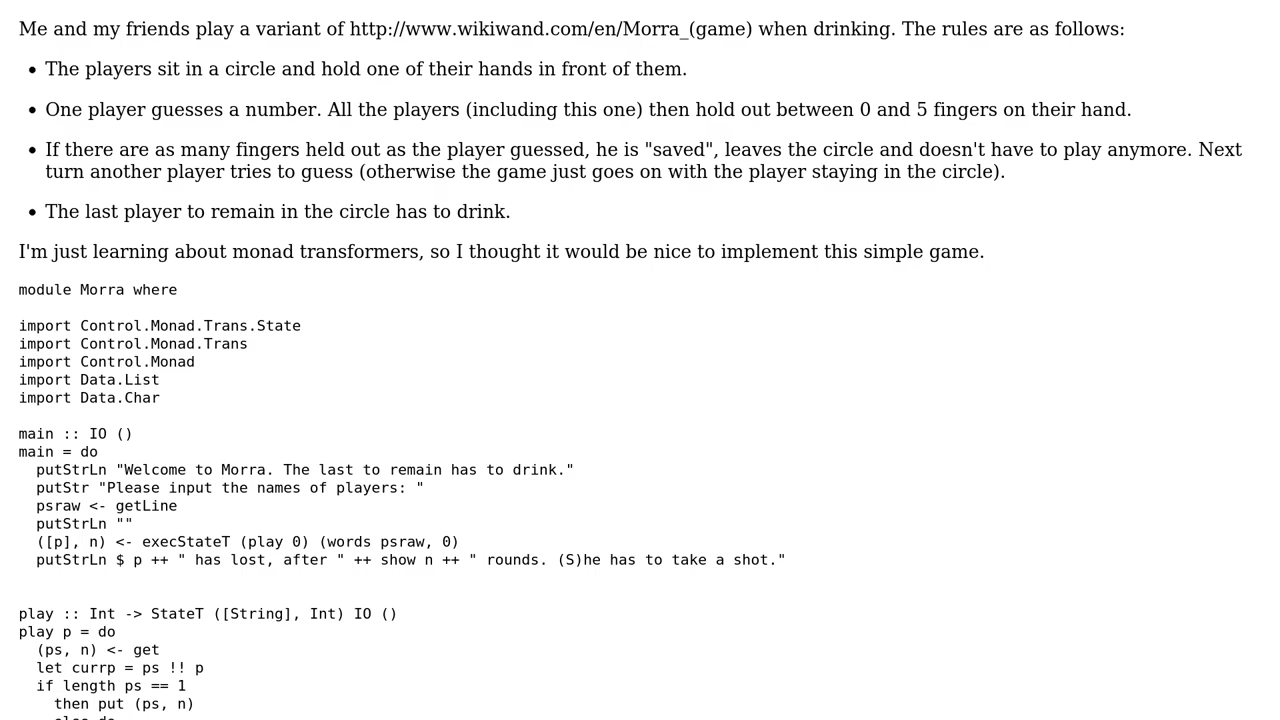 Me and my friends play a variant of http://www.wikiwand.com/en/Morra_(game) when drinking. The rules are as follows:
• The players sit in a circle and hold one of their hands in front of them.
• One player guesses a number. All the players (including this one) then hold out between 0 and 5 fingers on their hand.
• If there are as many fingers held out as the player guessed, he is "saved", leaves the circle and doesn't have to play anymore. Next
turn another player tries to guess (otherwise the game just goes on with the player staying in the circle).
• The last player to remain in the circle has to drink.
I'm just learning about monad transformers, so I thought it would be nice to implement this simple game.
module Morra where
import Control.Monad.Trans.State
import Control.Monad.Trans
import Control.Monad
import Data.List
import Data.Char
main :: IO ()
main = do
  putStrLn "Welcome to Morra. The last to remain has to drink."
  putStr "Please input the names of players: "
  psraw <- getLine
  putStrLn ""
  ([p], n) <- execStateT (play 0) (words psraw, 0)
  putStrLn $ p ++ " has lost, after " ++ show n ++ " rounds. (S)he has to take a shot."
play :: Int -> StateT ([String], Int) IO ()
play p = do
  (ps, n) <- get
  let currp = ps !! p
  if length ps == 1
    then put (ps, n)
    else do